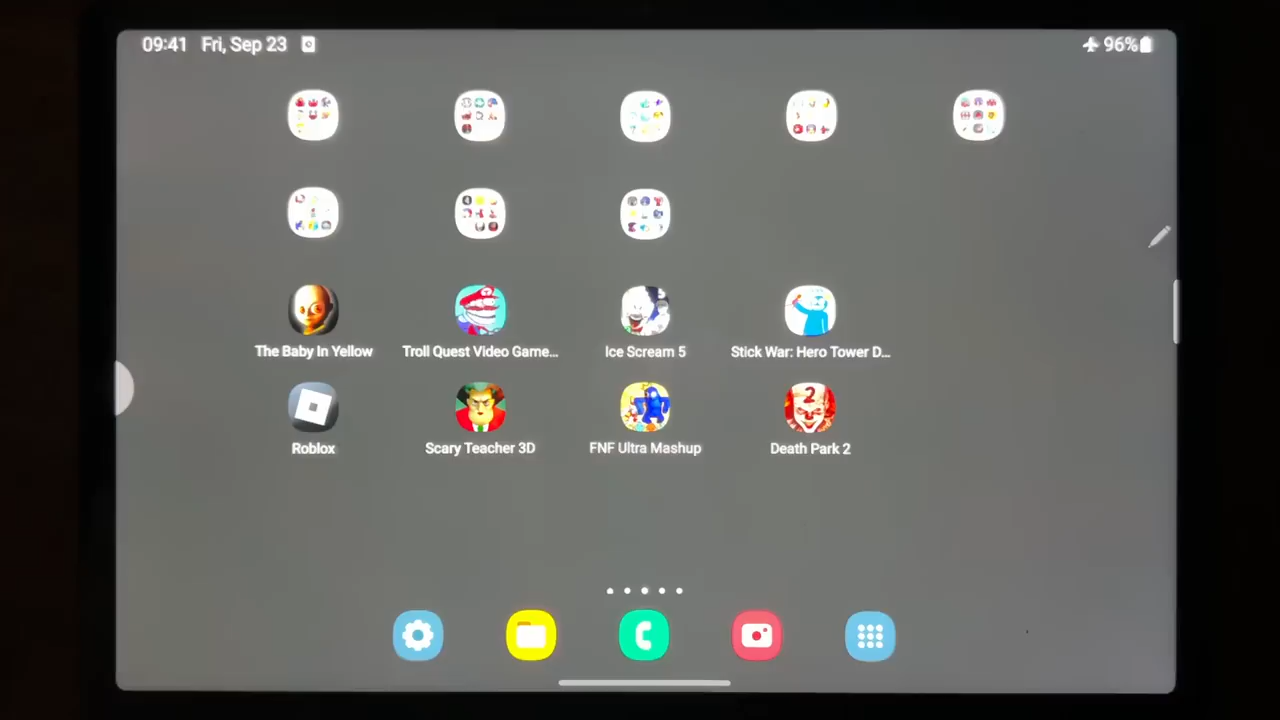 09:41 Fri, Sep 23
96%
The Baby In Yellow
Troll Quest Video Game...
Ice Scream 5
Stick War: Hero Tower D...
2
Roblox
Scary Teacher 3D
FNF Ultra Mashup
Death Park 2